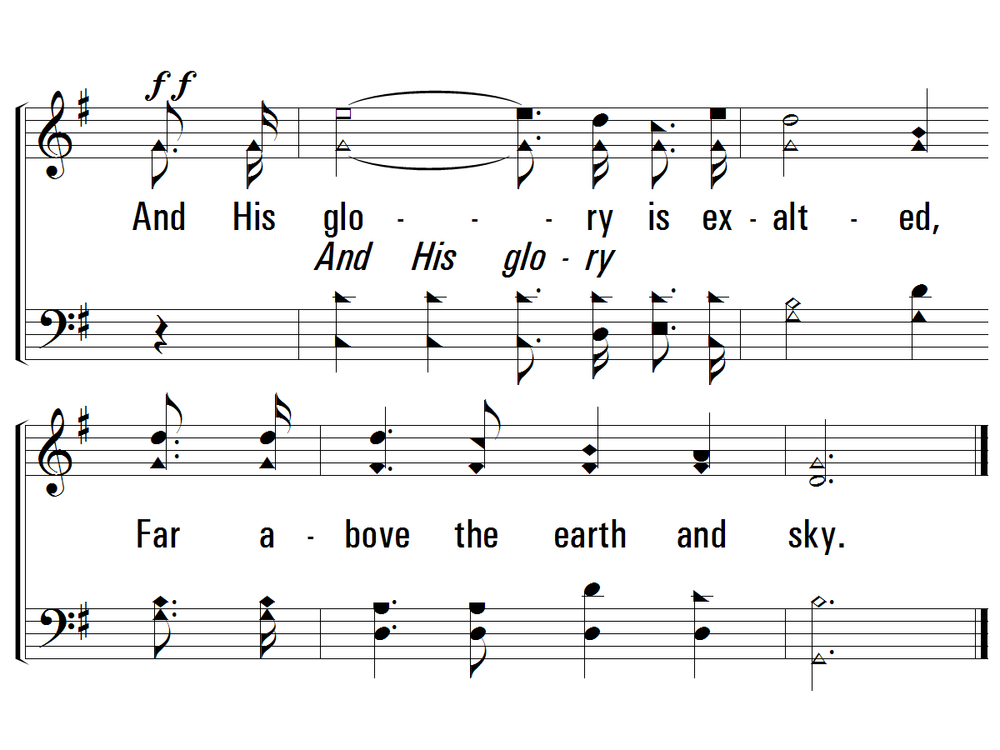 ff
And His glo - - - ry is ex - alt - ed,
And His glo - ry
Far a - bove the earth and sky.